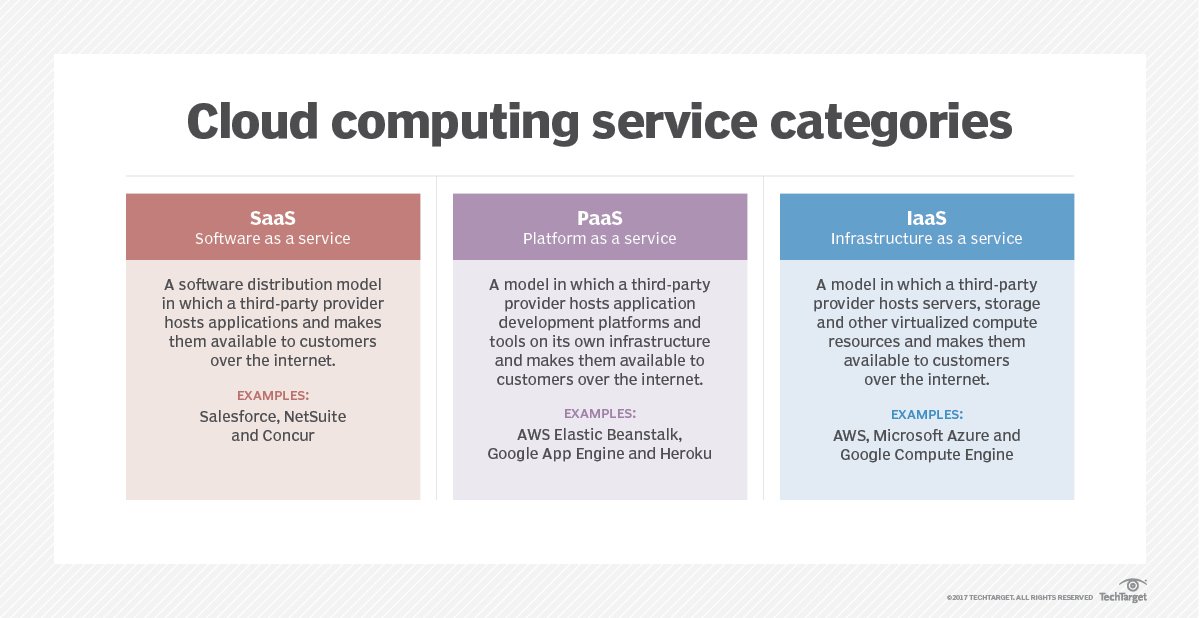 Cloud computing service categories
SaaS
Software as a service
A software distribution model
in which a third-party provider
hosts applications and makes
them available to customers
over the internet.
EXAMPLES:
Salesforce, NetSuite
and Concur
PaaS
Platform as a service
A model in which a third-party
provider hosts application
development platforms and
tools on its own infrastructure
and makes them available to
customers over the internet.
EXAMPLES:
AWS Elastic Beanstalk,
Google App Engine and Heroku
IaaS
Infrastructure as a service
A model in which a third-party
provider hosts servers, storage
and other virtualized compute
resources and makes them
available to customers
over the internet.
EXAMPLES:
AWS, Microsoft Azure and
Google Compute Engine
©2017 TECHTARGET. ALL RIGHTS RESERVED
TechTarget